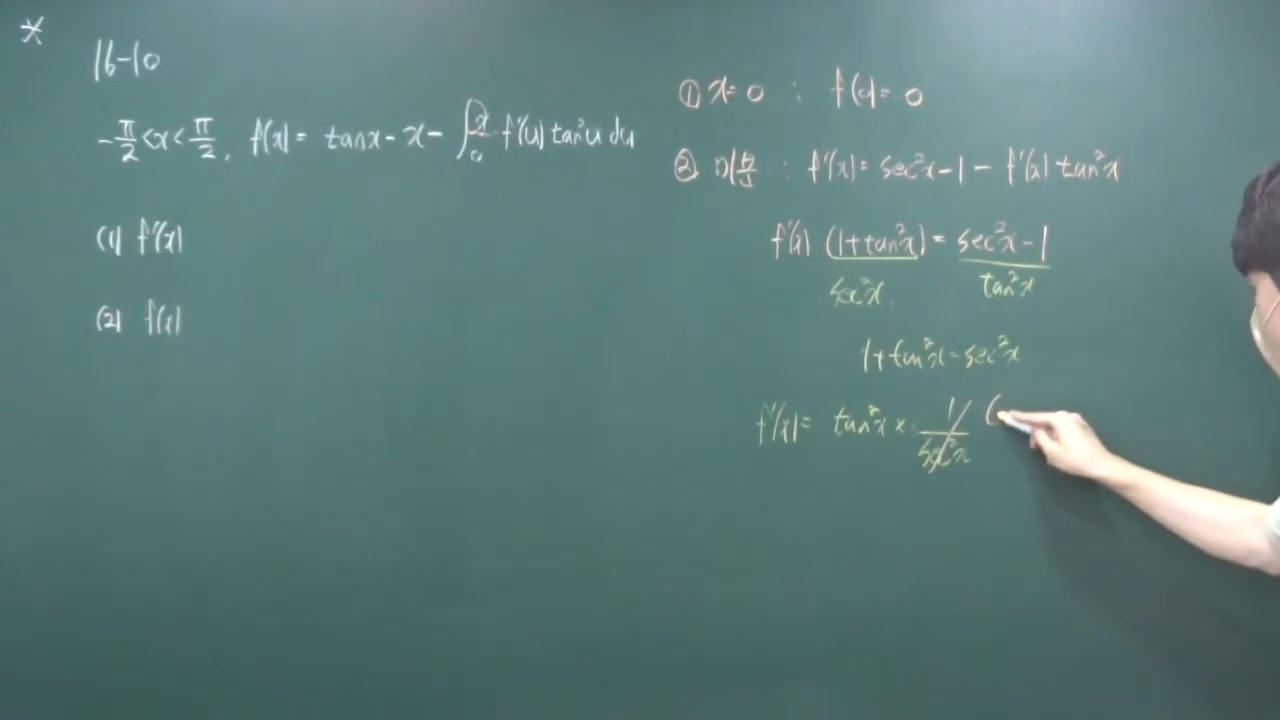 *
16-10
-π/2 < x < π/2, f(x) = tanx - x - ∫₀ˣ f'(u) tan²u du
(1) f'(x)
(2) f(x)
① x = 0 : f(0) = 0
② 미분 : f'(x) = sec²x - 1 - f'(x) tan²x
f'(x) (1+tan²x) = sec²x - 1
sec²x tan²x
1+tan²x = sec²x
f'(x) = tan²x × 1/sec²x (